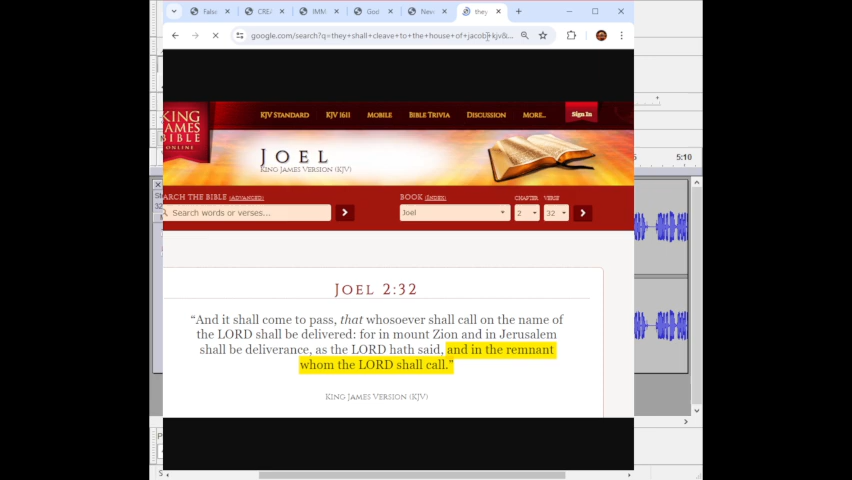 False
CREA
IMM
God
New
they
google.com/search?q=they+shall+cleave+to+the+house+of+jacob+kjv&...
KING JAMES BIBLE ONLINE
KJV STANDARD KJV 1611 MOBILE BIBLE TRIVIA DISCUSSION MORE... Sign In
JOEL
KING JAMES VERSION (KJV)
5:10
ARCH THE BIBLE (ADVANCED) BOOK (INDEX) CHAPTER VERSE
Search words or verses... Joel 2 32
JOEL 2:32
“And it shall come to pass, that whosoever shall call on the name of
the LORD shall be delivered: for in mount Zion and in Jerusalem
shall be deliverance, as the LORD hath said, and in the remnant
whom the LORD shall call.”
KING JAMES VERSION (KJV)